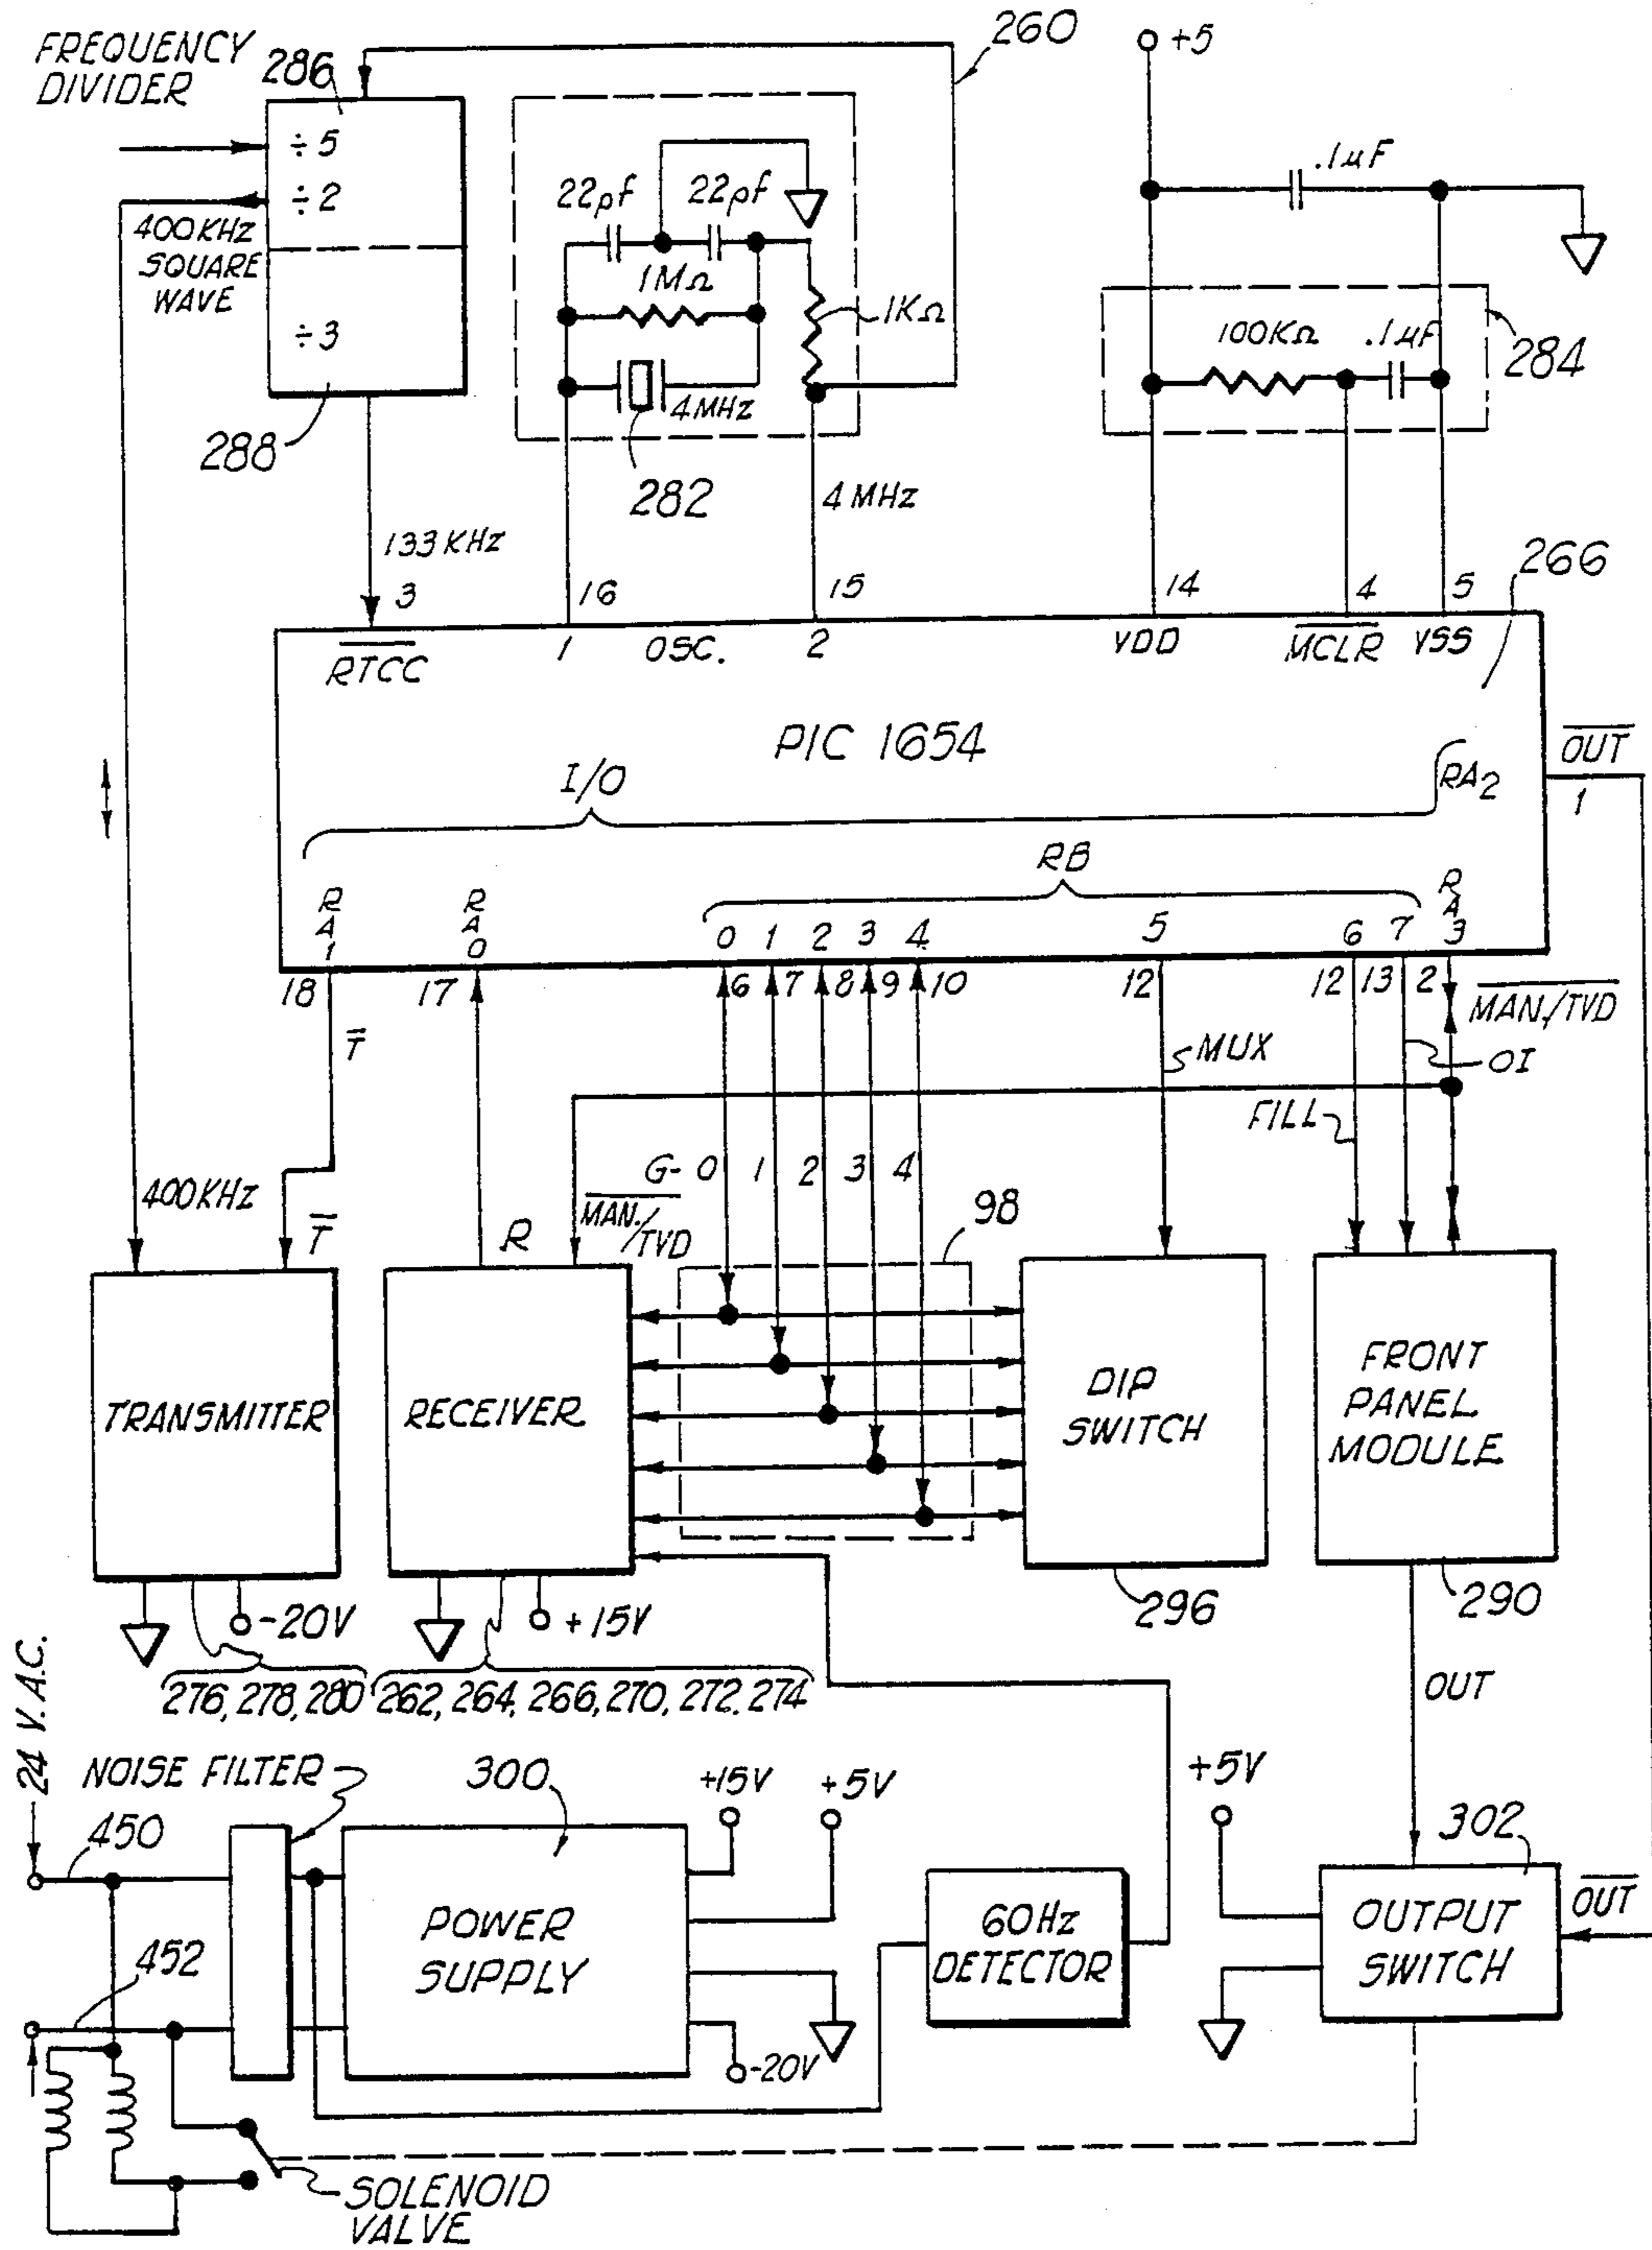 FREQUENCY
DIVIDER
286
÷5
÷2
400KHz
SQUARE
WAVE
÷3
288
133 KHz
3
260
22pf 22pf
1MΩ
1KΩ
4MHz
282
4 MHz
16
15
+5
.1µF
100KΩ .1µF
284
14
4
5
266
RTCC
1 OSC. 2
VDD
MCLR
VSS
PIC 1654
I/O
RA2
OUT
1
RB
RA1
RA0
0 1 2 3 4 5 6 7
RA3
18
17
6 7 8 9 10
12
12 13 2
MAN./TVD
T
MUX
OI
FILL
G- 0 1 2 3 4
400KHz
T
R
MAN./
TVD
98
TRANSMITTER
RECEIVER
DIP
SWITCH
FRONT
PANEL
MODULE
-20V
+15V
296
290
276, 278, 280
262, 264, 266, 270, 272, 274
OUT
24 V.A.C.
NOISE FILTER
300
+15V +5V
+5V
302
450
452
POWER
SUPPLY
-20V
60Hz
DETECTOR
OUTPUT
SWITCH
OUT
SOLENOID
VALVE